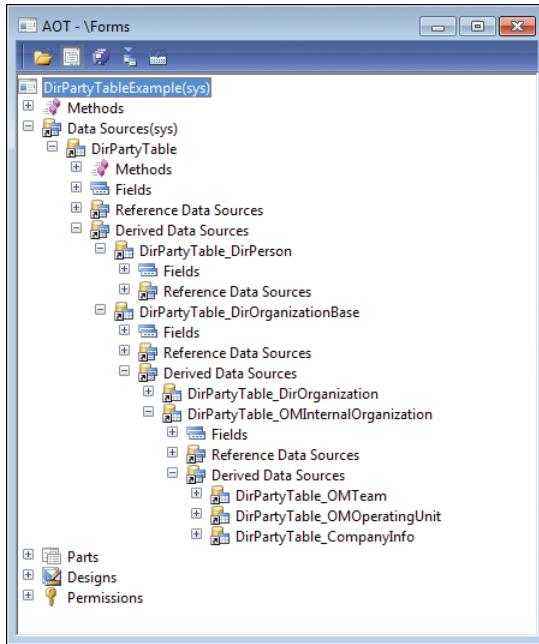 AOT - \Forms
DirPartyTableExample(sys)
Methods
Data Sources(sys)
DirPartyTable
Methods
Fields
Reference Data Sources
Derived Data Sources
DirPartyTable_DirPerson
Fields
Reference Data Sources
DirPartyTable_DirOrganizationBase
Fields
Reference Data Sources
Derived Data Sources
DirPartyTable_DirOrganization
DirPartyTable_OMInternalOrganization
Fields
Reference Data Sources
Derived Data Sources
DirPartyTable_OMTeam
DirPartyTable_OMOperatingUnit
DirPartyTable_CompanyInfo
Parts
Designs
Permissions